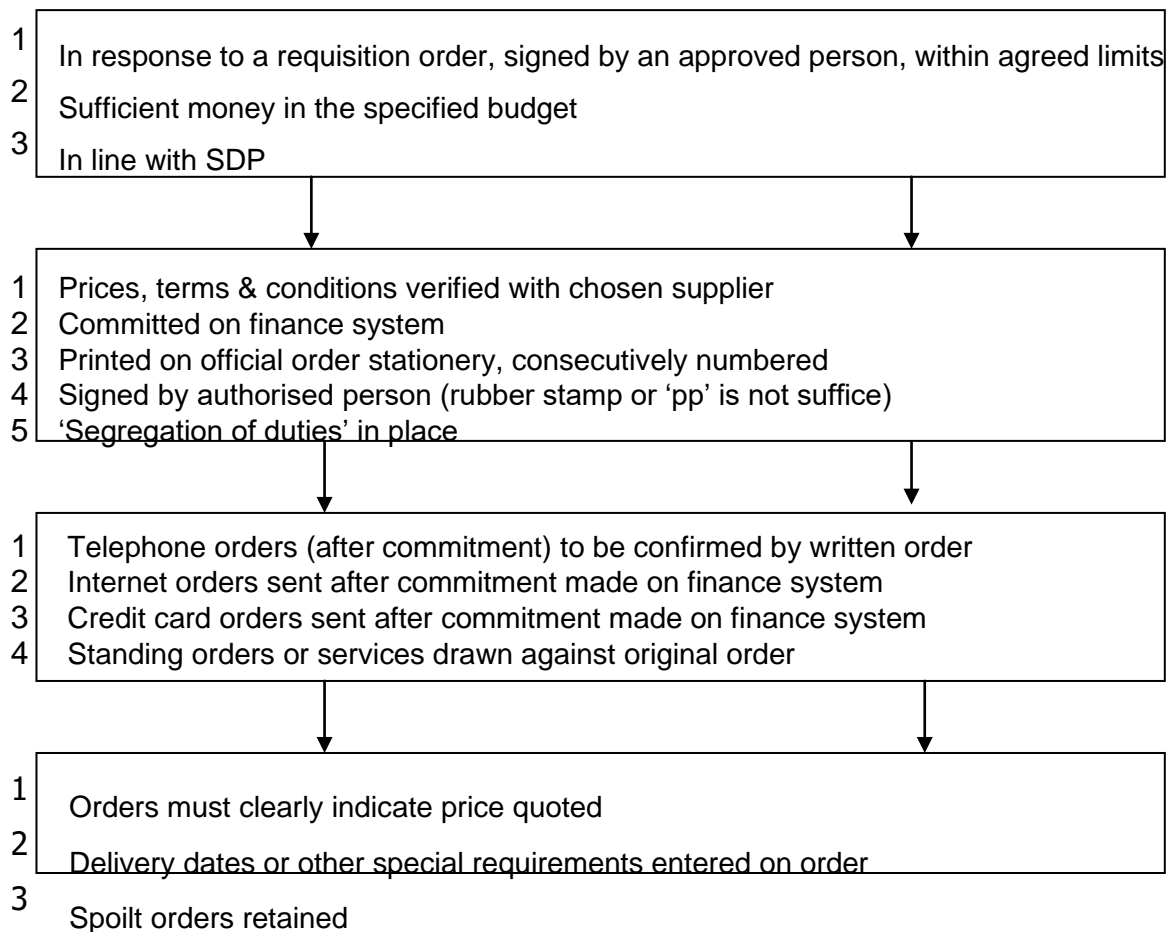 1 In response to a requisition order, signed by an approved person, within agreed limits
2 Sufficient money in the specified budget
3 In line with SDP
1 Prices, terms & conditions verified with chosen supplier
2 Committed on finance system
3 Printed on official order stationery, consecutively numbered
4 Signed by authorised person (rubber stamp or ‘pp’ is not suffice)
5 ‘Segregation of duties’ in place
1 Telephone orders (after commitment) to be confirmed by written order
2 Internet orders sent after commitment made on finance system
3 Credit card orders sent after commitment made on finance system
4 Standing orders or services drawn against original order
1 Orders must clearly indicate price quoted
2 Delivery dates or other special requirements entered on order
3 Spoilt orders retained